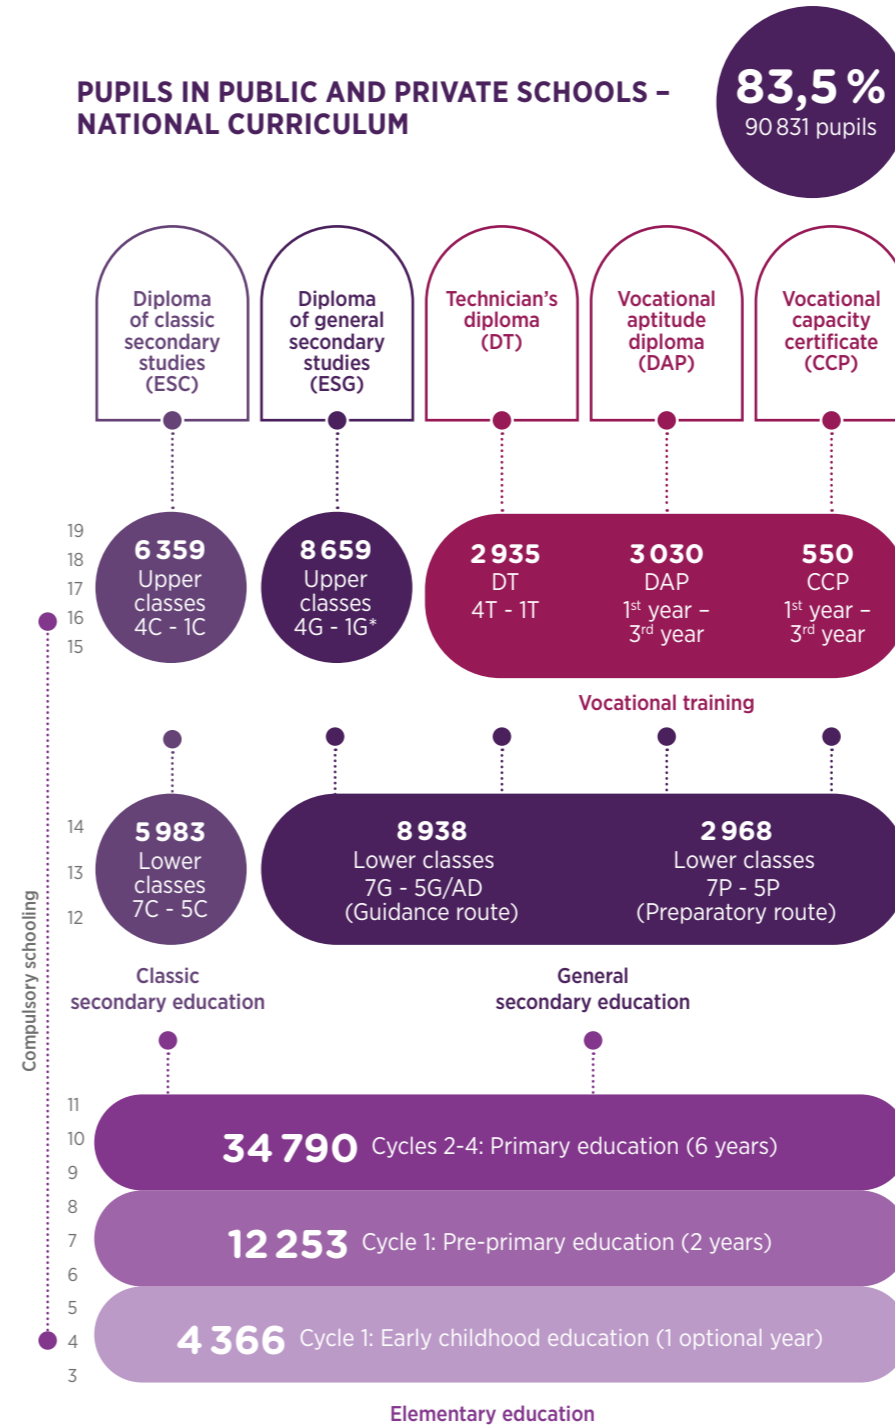 PUPILS IN PUBLIC AND PRIVATE SCHOOLS –
NATIONAL CURRICULUM
83,5 %
90 831 pupils
Diploma
of classic
secondary
studies
(ESC)
Diploma
of general
secondary
studies
(ESG)
Technician's
diploma
(DT)
Vocational
aptitude
diploma
(DAP)
Vocational
capacity
certificate
(CCP)
19
18
17
16
15
6 359
Upper
classes
4C - 1C
8 659
Upper
classes
4G - 1G*
2 935
DT
4T - 1T
3 030
DAP
1st year –
3rd year
550
CCP
1st year –
3rd year
Vocational training
14
13
12
5 983
Lower
classes
7C - 5C
8 938
Lower classes
7G - 5G/AD
(Guidance route)
2 968
Lower classes
7P - 5P
(Preparatory route)
Compulsory schooling
Classic
secondary education
General
secondary education
11
10
9
34 790 Cycles 2-4: Primary education (6 years)
8
7
6
12 253 Cycle 1: Pre-primary education (2 years)
5
4
3
4 366 Cycle 1: Early childhood education (1 optional year)
Elementary education